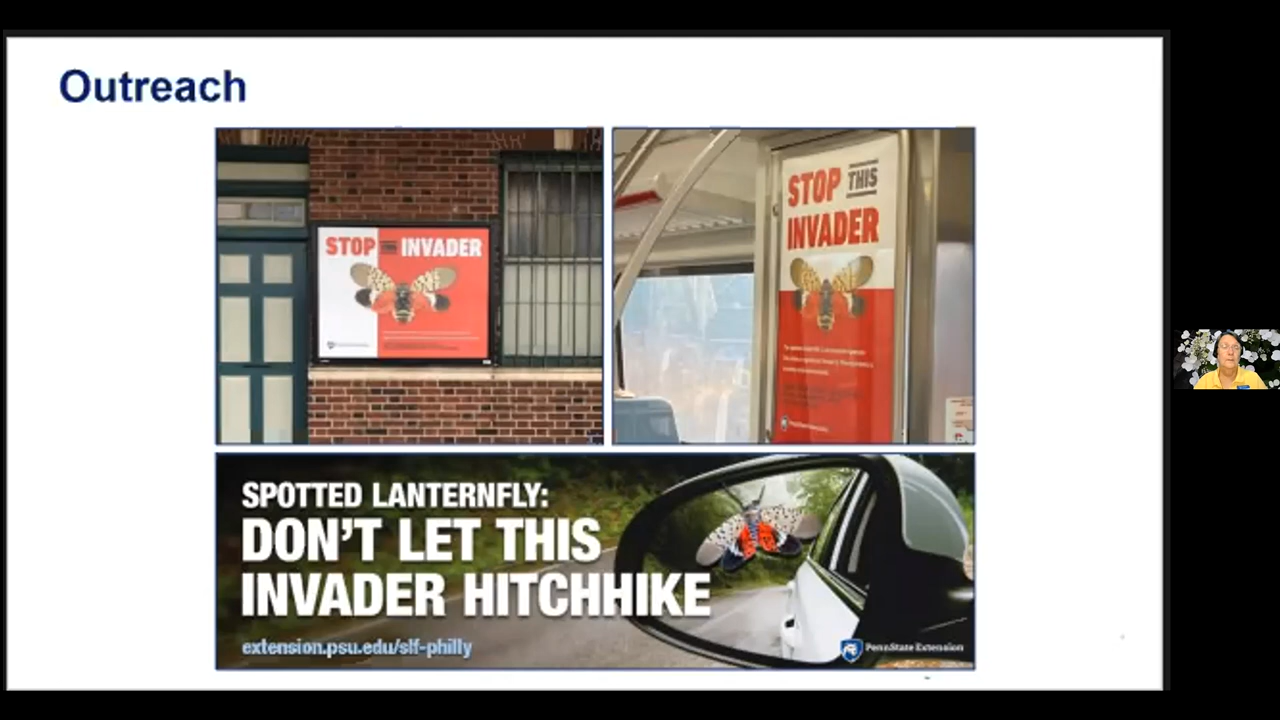 Outreach
STOP INVADER
STOP THIS
INVADER
SPOTTED LANTERNFLY:
DON'T LET THIS
INVADER HITCHHIKE
extension.psu.edu/slf-philly
PennState Extension